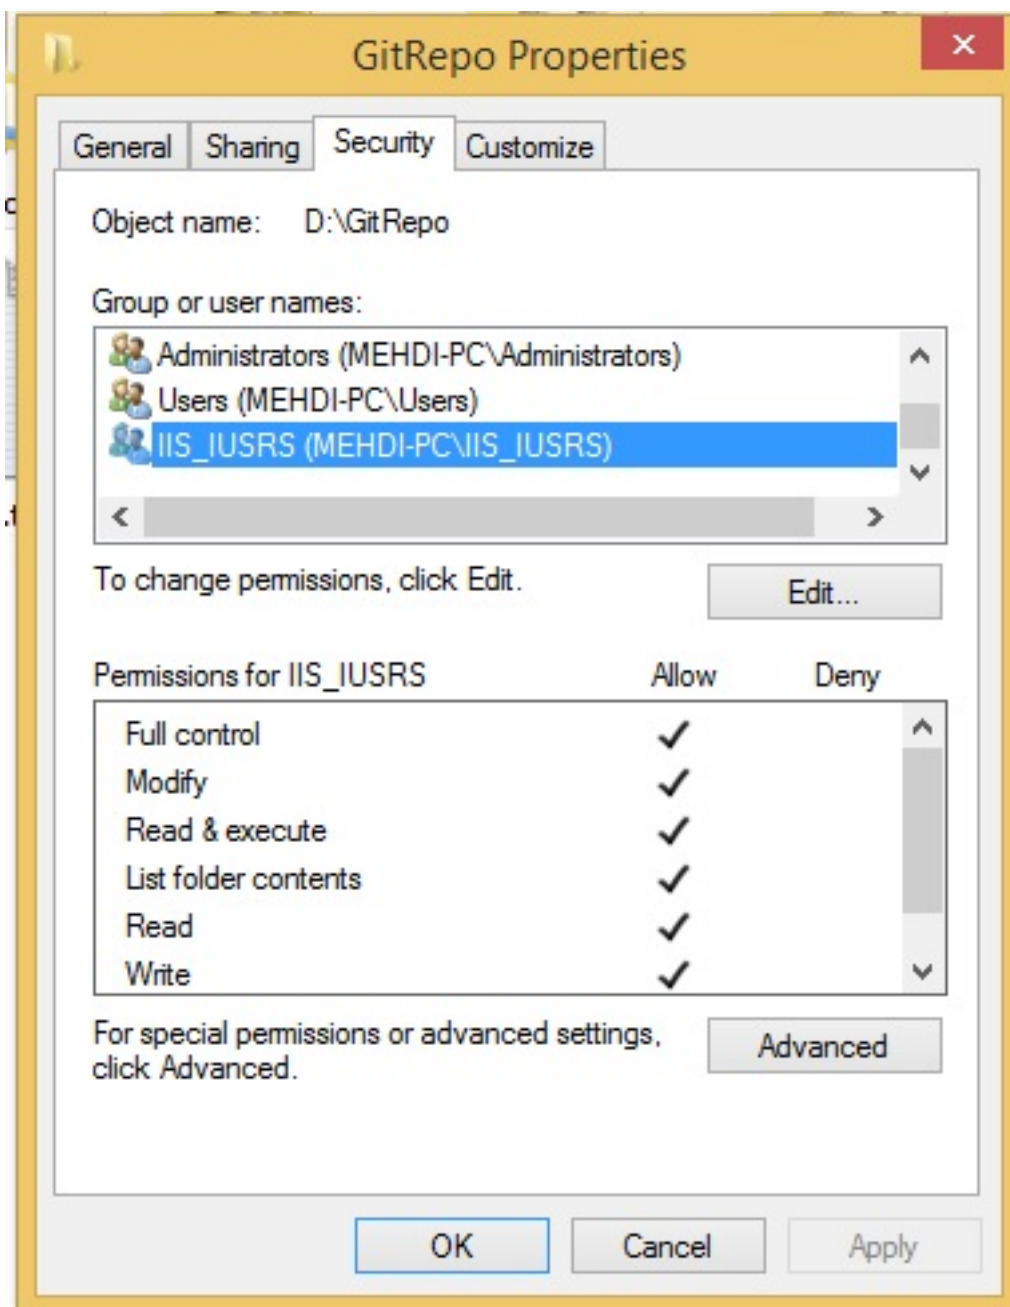 GitRepo Properties
General Sharing Security Customize
Object name: D:\GitRepo
Group or user names:
Administrators (MEHDI-PC\Administrators)
Users (MEHDI-PC\Users)
IIS_IUSRS (MEHDI-PC\IIS_IUSRS)
To change permissions, click Edit.
Edit...
Permissions for IIS_IUSRS Allow Deny
Full control
Modify
Read & execute
List folder contents
Read
Write
For special permissions or advanced settings,
click Advanced.
Advanced
OK Cancel Apply